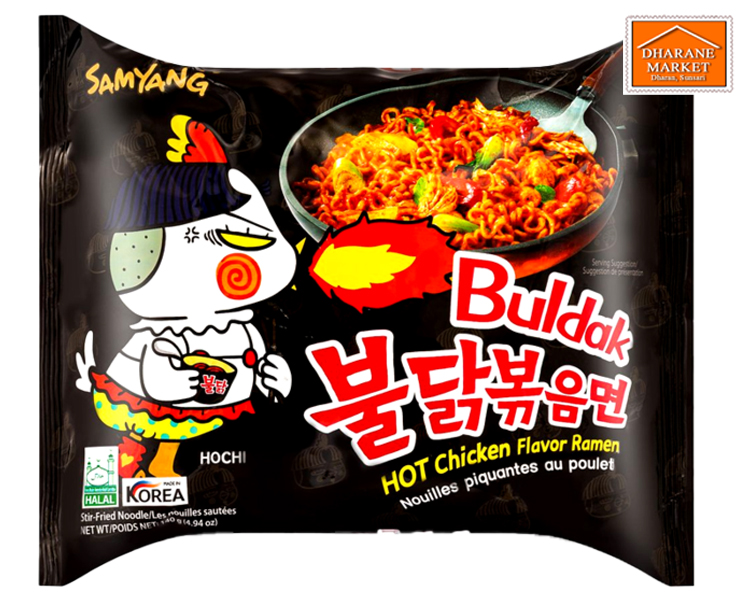 SAMYANG
DHARANE
MARKET
Dharan, Sunsari
Serving Suggestion/
Suggestion de présentation
Buldak
불닭볶음면
HOT Chicken Flavor Ramen
Nouilles piquantes au poulet
불닭
HOCHI
HALAL
MADE IN
KOREA
Stir-Fried Noodle/Les nouilles sautées
NET WT/POIDS NET: 140 g (4.94 oz)